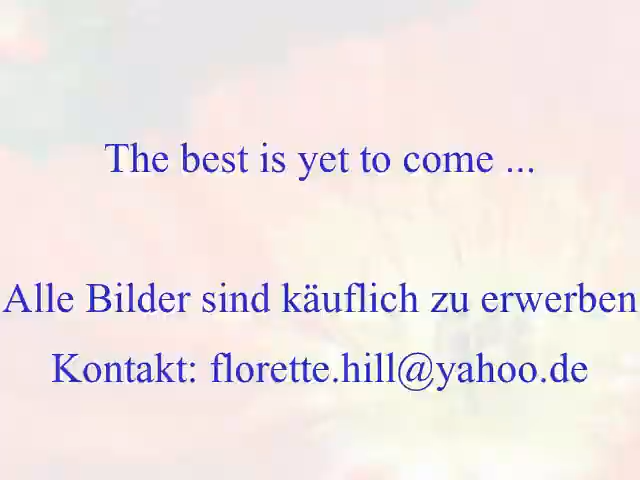 The best is yet to come ...
Alle Bilder sind käuflich zu erwerben
Kontakt: florette.hill@yahoo.de